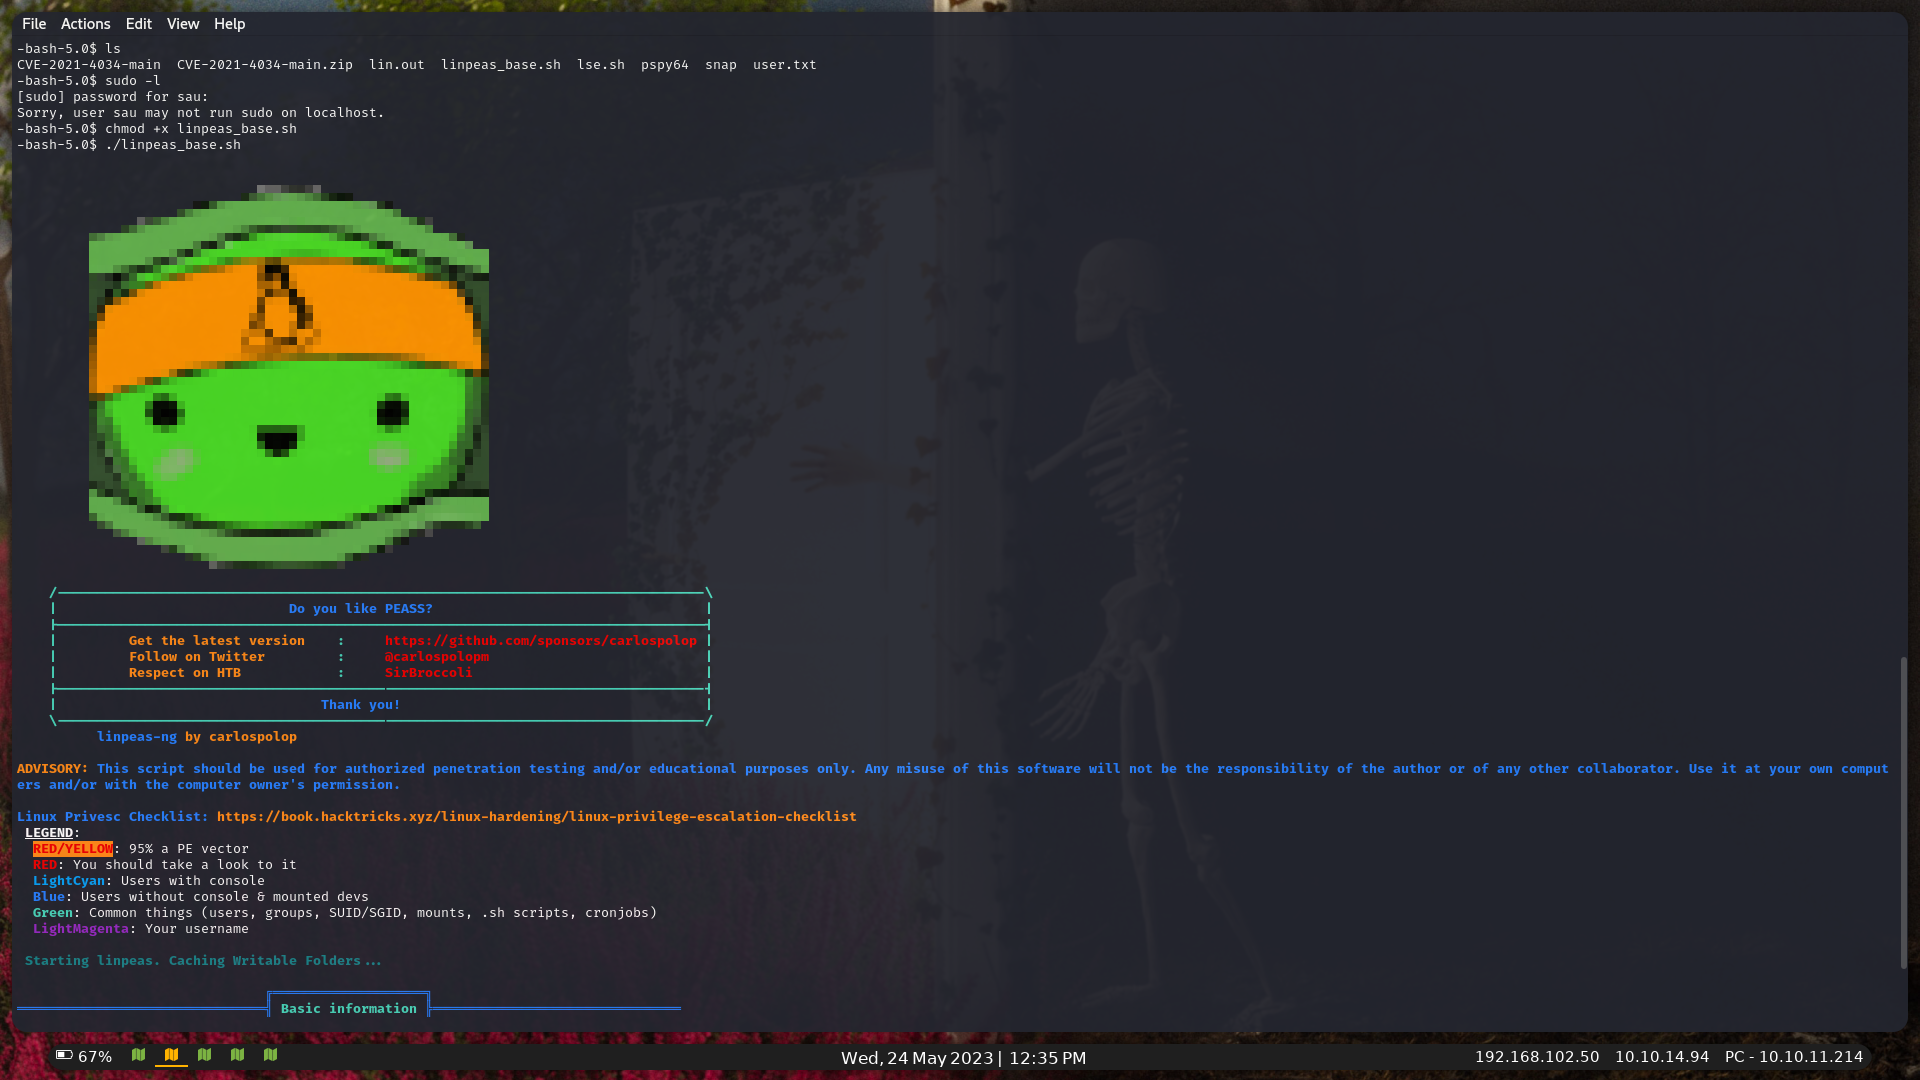 File Actions Edit View Help
-bash-5.0$ ls
CVE-2021-4034-main  CVE-2021-4034-main.zip  lin.out  linpeas_base.sh  lse.sh  pspy64  snap  user.txt
-bash-5.0$ sudo -l
[sudo] password for sau:
Sorry, user sau may not run sudo on localhost.
-bash-5.0$ chmod +x linpeas_base.sh
-bash-5.0$ ./linpeas_base.sh
Do you like PEASS?
Get the latest version    :     https://github.com/sponsors/carlospolop
Follow on Twitter         :     @carlospolopm
Respect on HTB            :     SirBroccoli
Thank you!
linpeas-ng by carlospolop
ADVISORY: This script should be used for authorized penetration testing and/or educational purposes only. Any misuse of this software will not be the responsibility of the author or of any other collaborator. Use it at your own comput
ers and/or with the computer owner's permission.
Linux Privesc Checklist: https://book.hacktricks.xyz/linux-hardening/linux-privilege-escalation-checklist
LEGEND:
RED/YELLOW: 95% a PE vector
RED: You should take a look to it
LightCyan: Users with console
Blue: Users without console & mounted devs
Green: Common things (users, groups, SUID/SGID, mounts, .sh scripts, cronjobs)
LightMagenta: Your username
Starting linpeas. Caching Writable Folders...
Basic information
67% Wed, 24 May 2023 | 12:35 PM 192.168.102.50 10.10.14.94 PC - 10.10.11.214